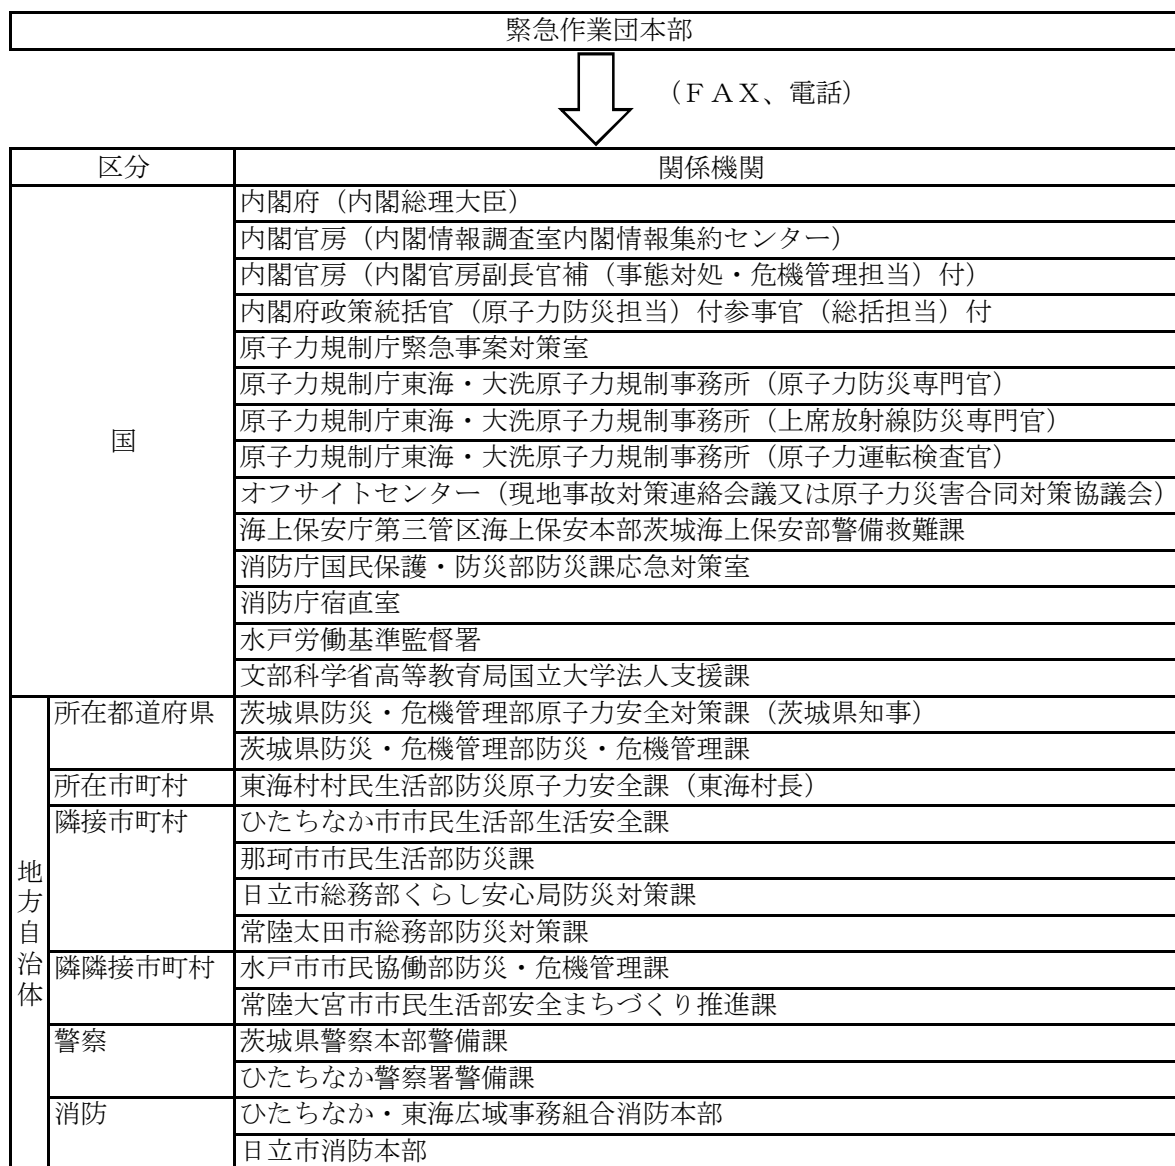 緊急作業団本部
（ＦＡＸ、電話）
区分
関係機関
国
内閣府（内閣総理大臣）
内閣官房（内閣情報調査室内閣情報集約センター）
内閣官房（内閣官房副長官補（事態対処・危機管理担当）付）
内閣府政策統括官（原子力防災担当）付参事官（総括担当）付
原子力規制庁緊急事案対策室
原子力規制庁東海・大洗原子力規制事務所（原子力防災専門官）
原子力規制庁東海・大洗原子力規制事務所（上席放射線防災専門官）
原子力規制庁東海・大洗原子力規制事務所（原子力運転検査官）
オフサイトセンター（現地事故対策連絡会議又は原子力災害合同対策協議会）
海上保安庁第三管区海上保安本部茨城海上保安部警備救難課
消防庁国民保護・防災部防災課応急対策室
消防庁宿直室
水戸労働基準監督署
文部科学省高等教育局国立大学法人支援課
地方自治体
所在都道府県
茨城県防災・危機管理部原子力安全対策課（茨城県知事）
茨城県防災・危機管理部防災・危機管理課
所在市町村
東海村村民生活部防災原子力安全課（東海村長）
隣接市町村
ひたちなか市市民生活部生活安全課
那珂市市民生活部防災課
日立市総務部くらし安心局防災対策課
常陸太田市総務部防災対策課
隣隣接市町村
水戸市市民協働部防災・危機管理課
常陸大宮市市民生活部安全まちづくり推進課
警察
茨城県警察本部警備課
ひたちなか警察署警備課
消防
ひたちなか・東海広域事務組合消防本部
日立市消防本部